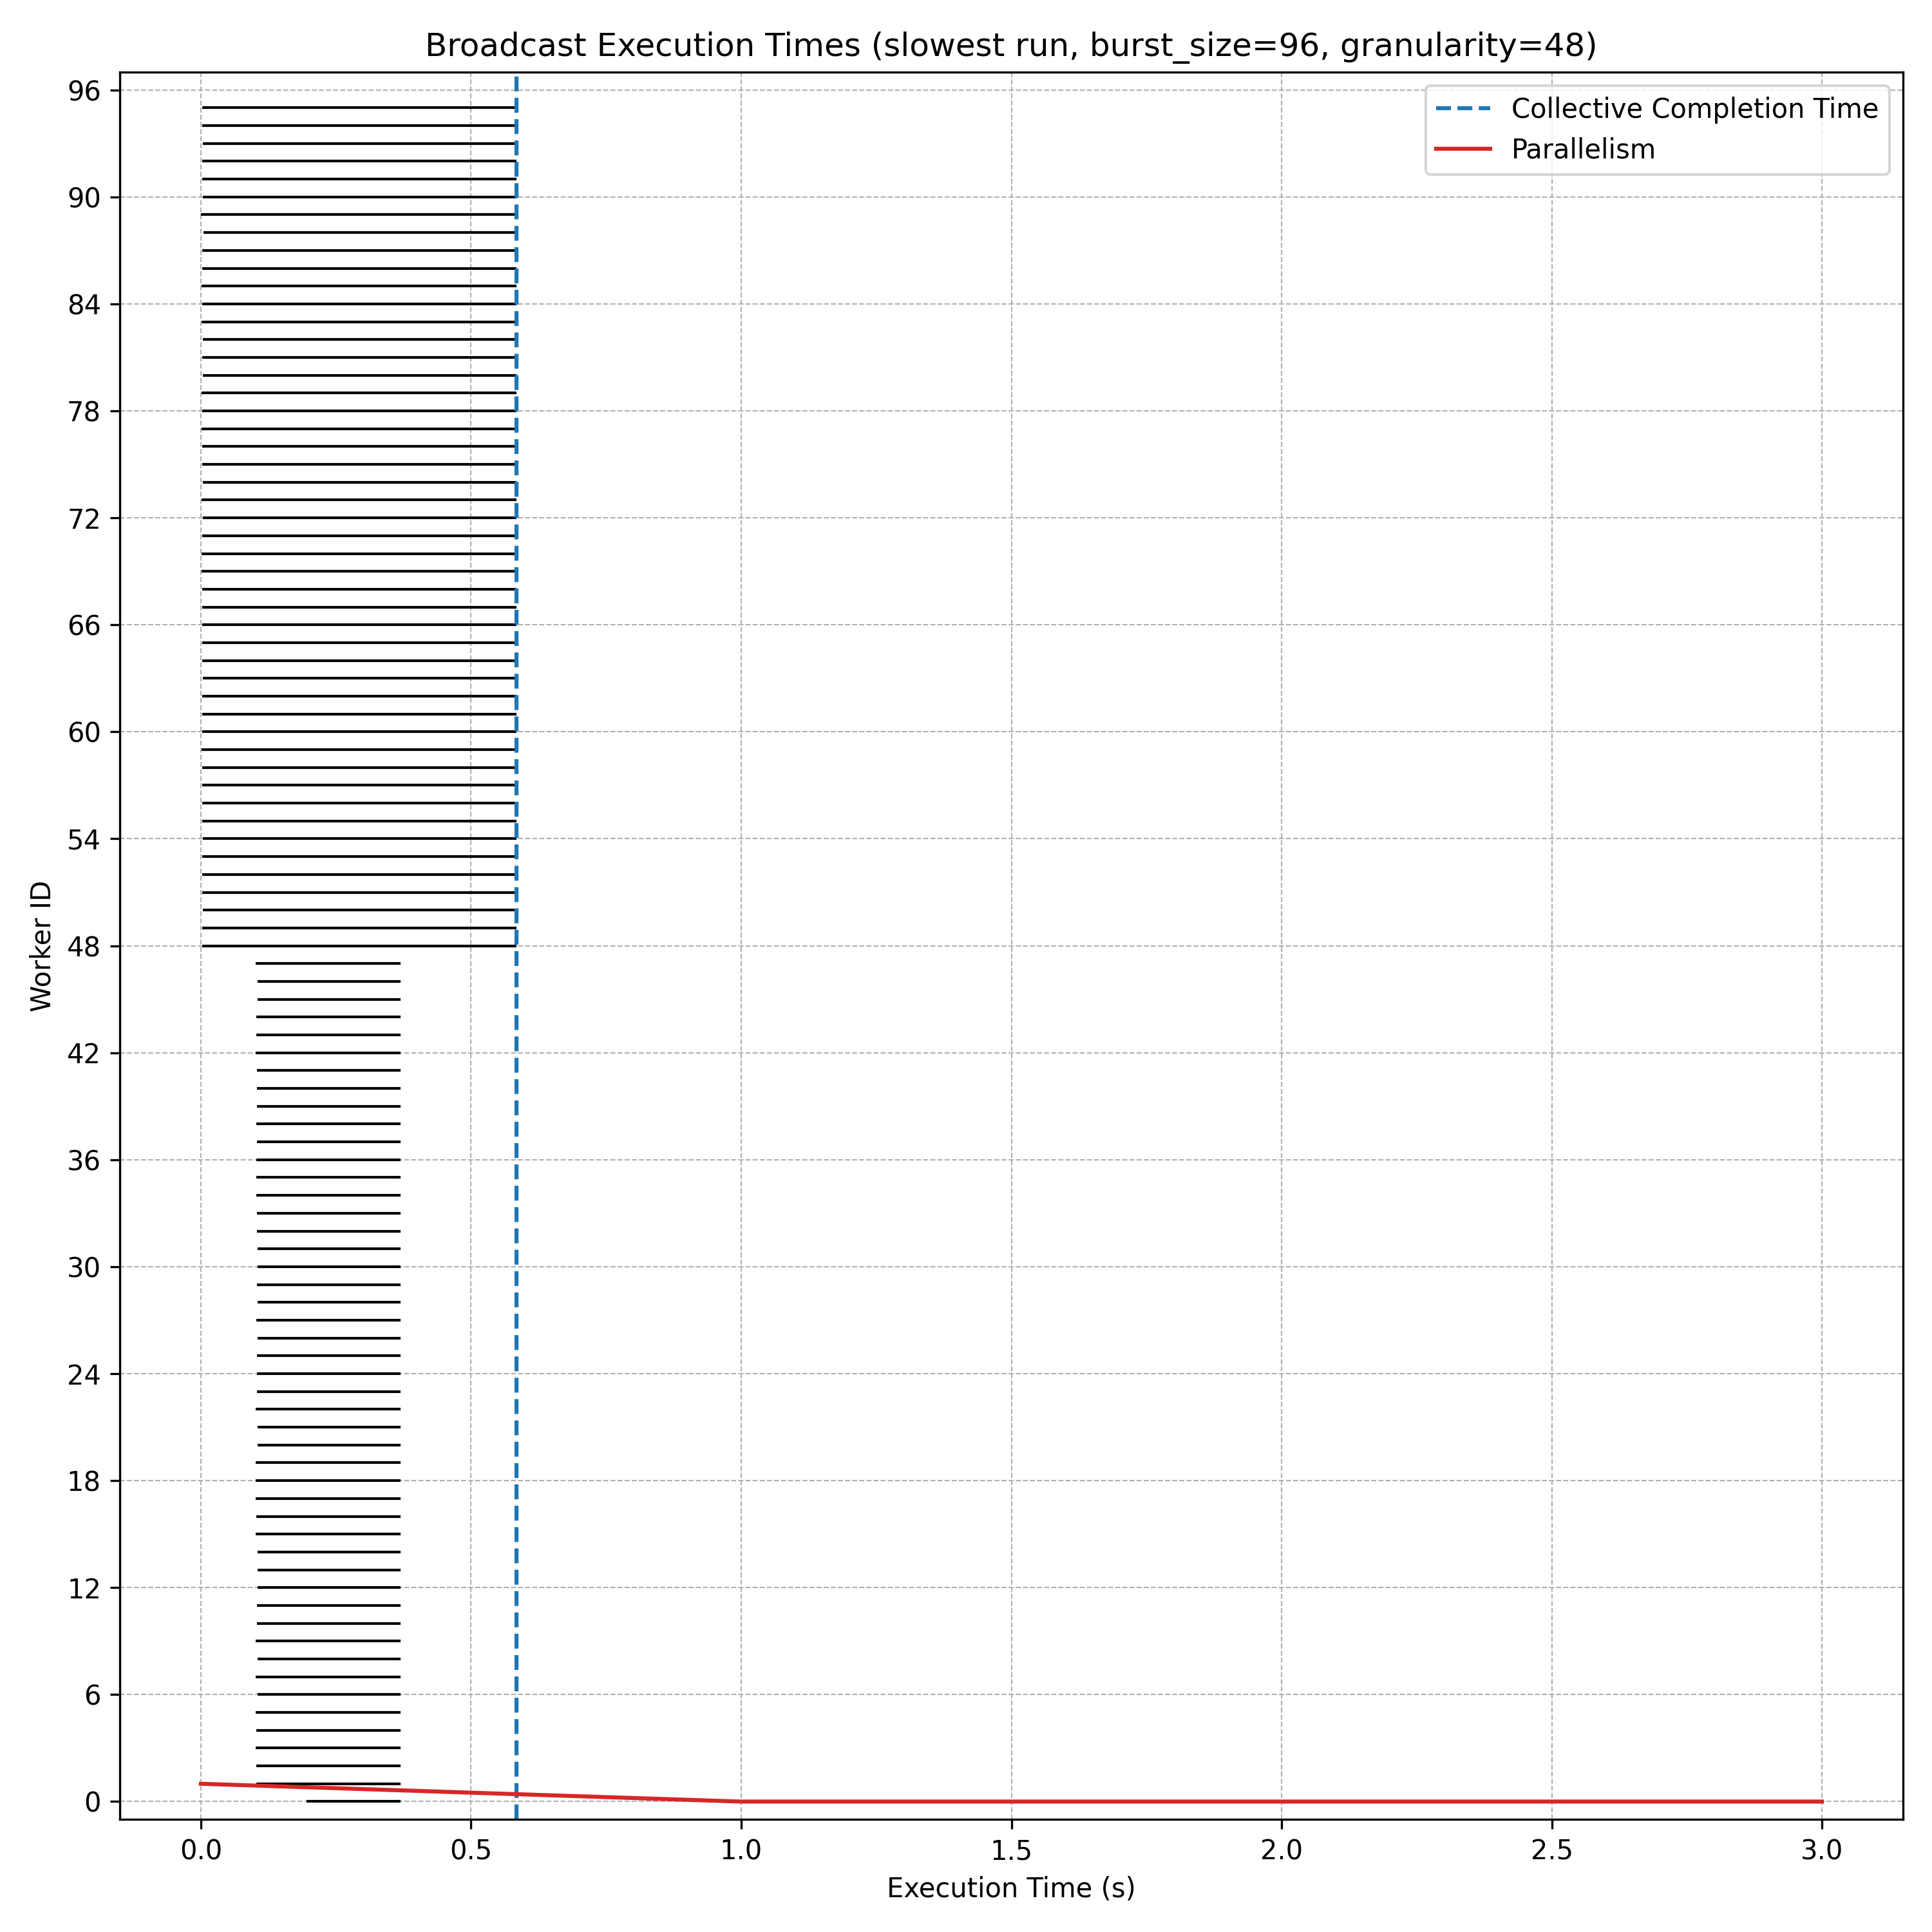 Broadcast Execution Times (slowest run, burst_size=96, granularity=48)
Collective Completion Time
Parallelism
96
90
84
78
72
66
60
54
48
42
36
30
24
18
12
6
0
Worker ID
0.0 0.5 1.0 1.5 2.0 2.5 3.0
Execution Time (s)